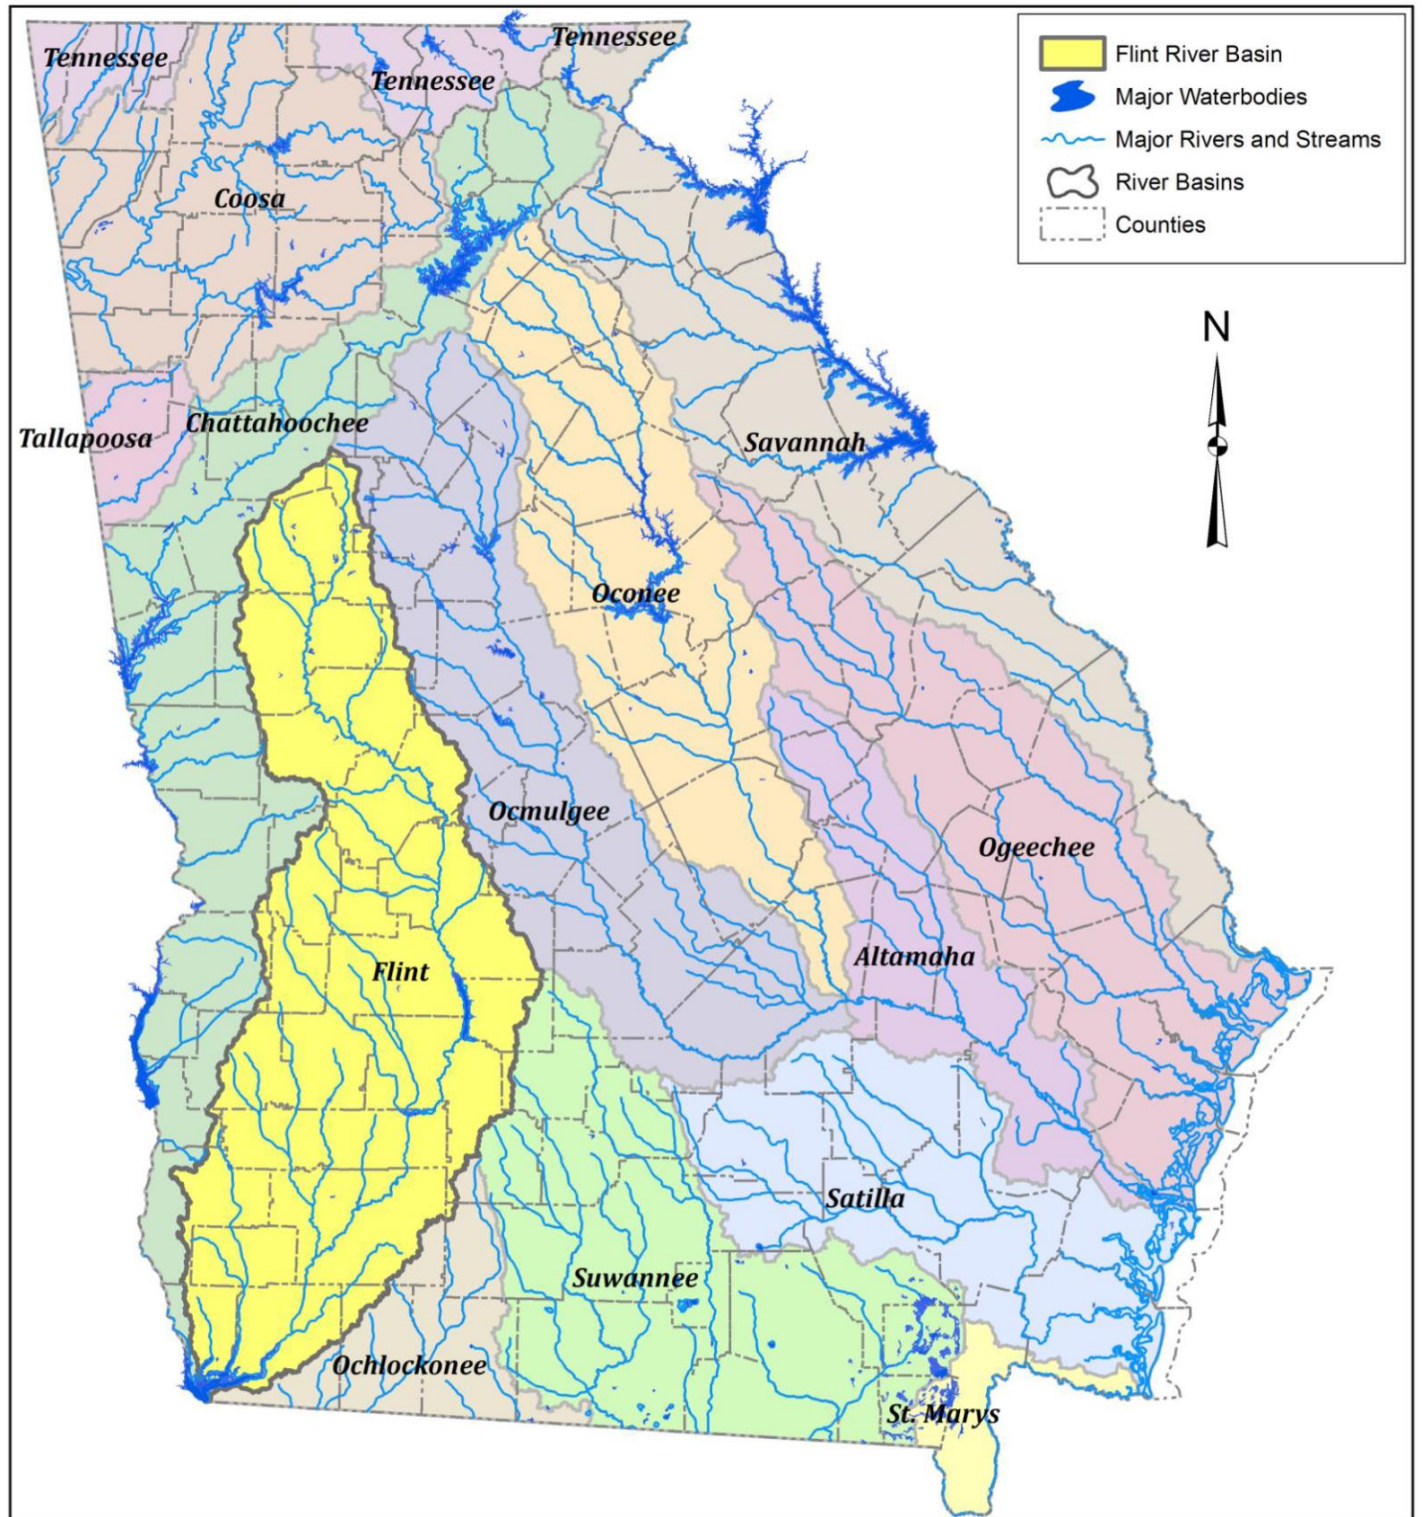 Tennessee
Tennessee
Tennessee
Flint River Basin
Major Waterbodies
Major Rivers and Streams
River Basins
Counties
Coosa
N
Tallapoosa
Chattahoochee
Savannah
Oconee
Ocmulgee
Ogeechee
Flint
Altamaha
Satilla
Suwannee
Ochlockonee
St. Marys